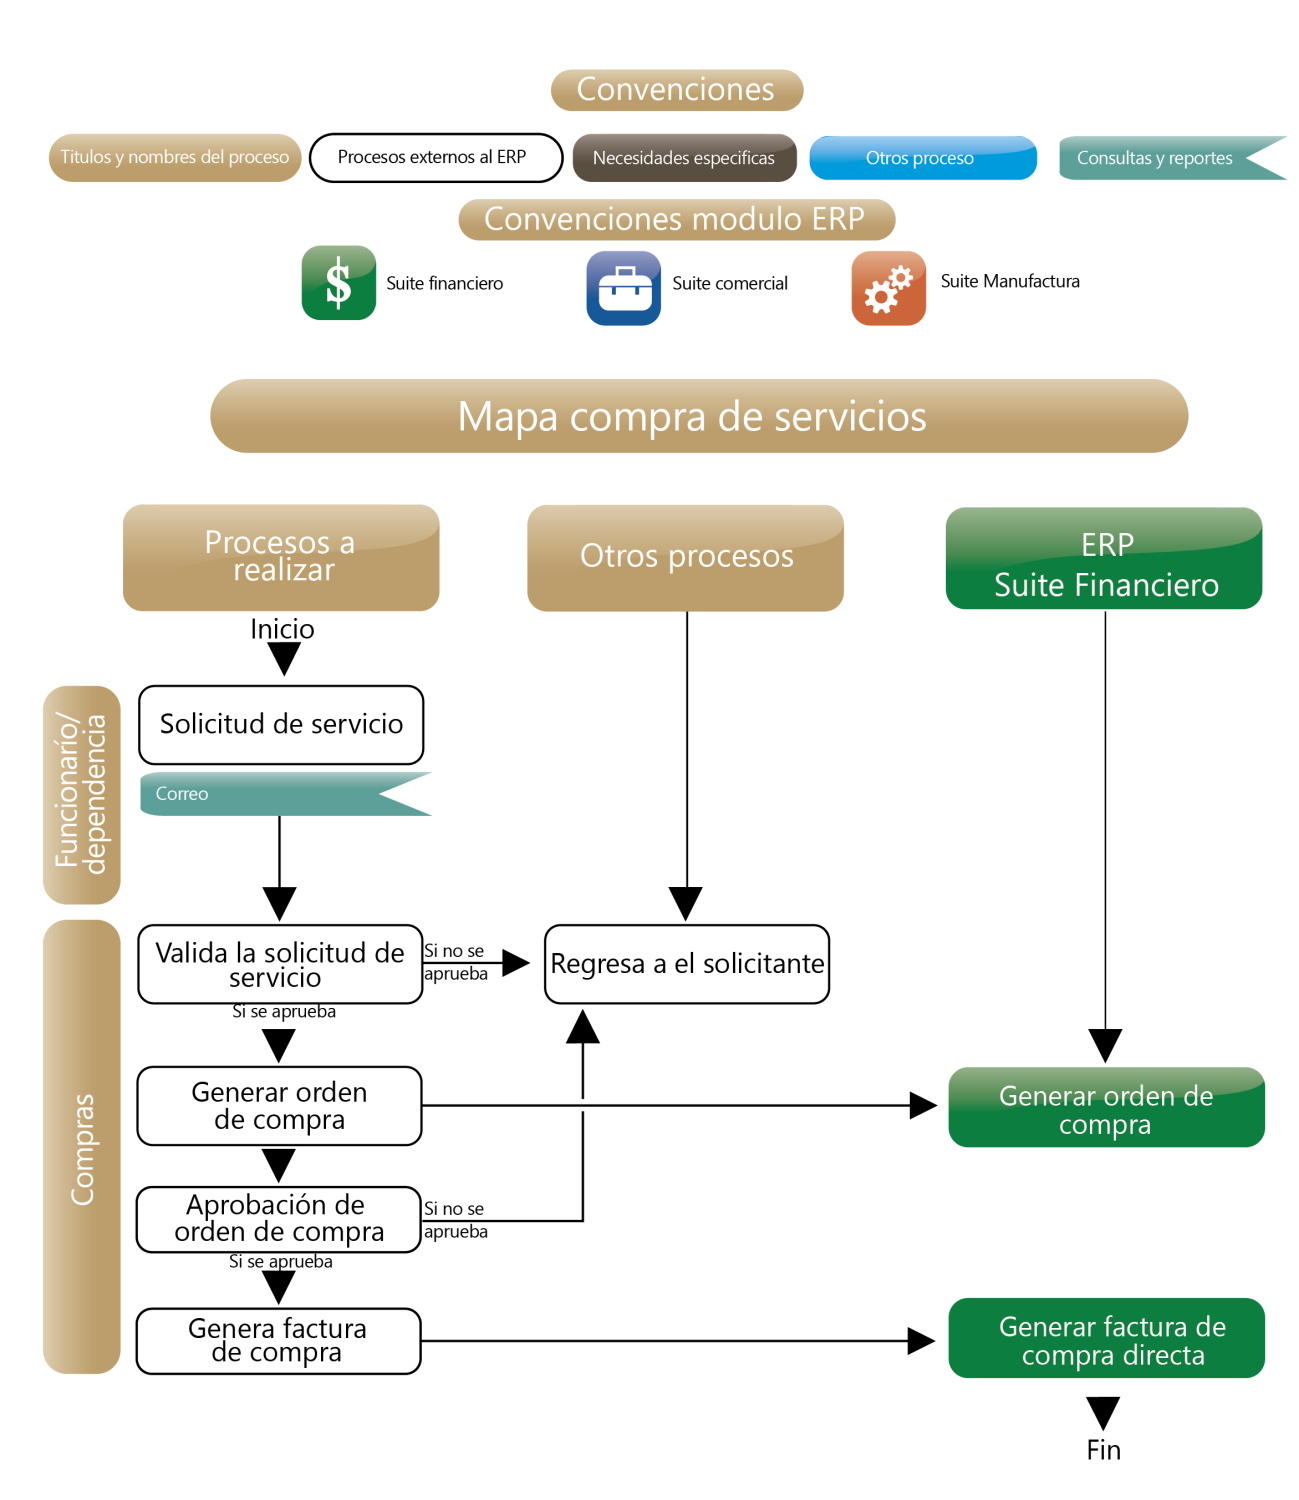 Convenciones
Titulos y nombres del proceso
Procesos externos al ERP
Necesidades especificas
Otros proceso
Consultas y reportes
Convenciones modulo ERP
$
Suite financiero
Suite comercial
Suite Manufactura
Mapa compra de servicios
Procesos a
realizar
Otros procesos
ERP
Suite Financiero
Inicio
Funcionario/
dependencia
Solicitud de servicio
Correo
Compras
Valida la solicitud de
servicio
Si no se
aprueba
Regresa a el solicitante
Si se aprueba
Generar orden
de compra
Generar orden de
compra
Aprobación de
orden de compra
Si no se
aprueba
Si se aprueba
Genera factura
de compra
Generar factura de
compra directa
Fin